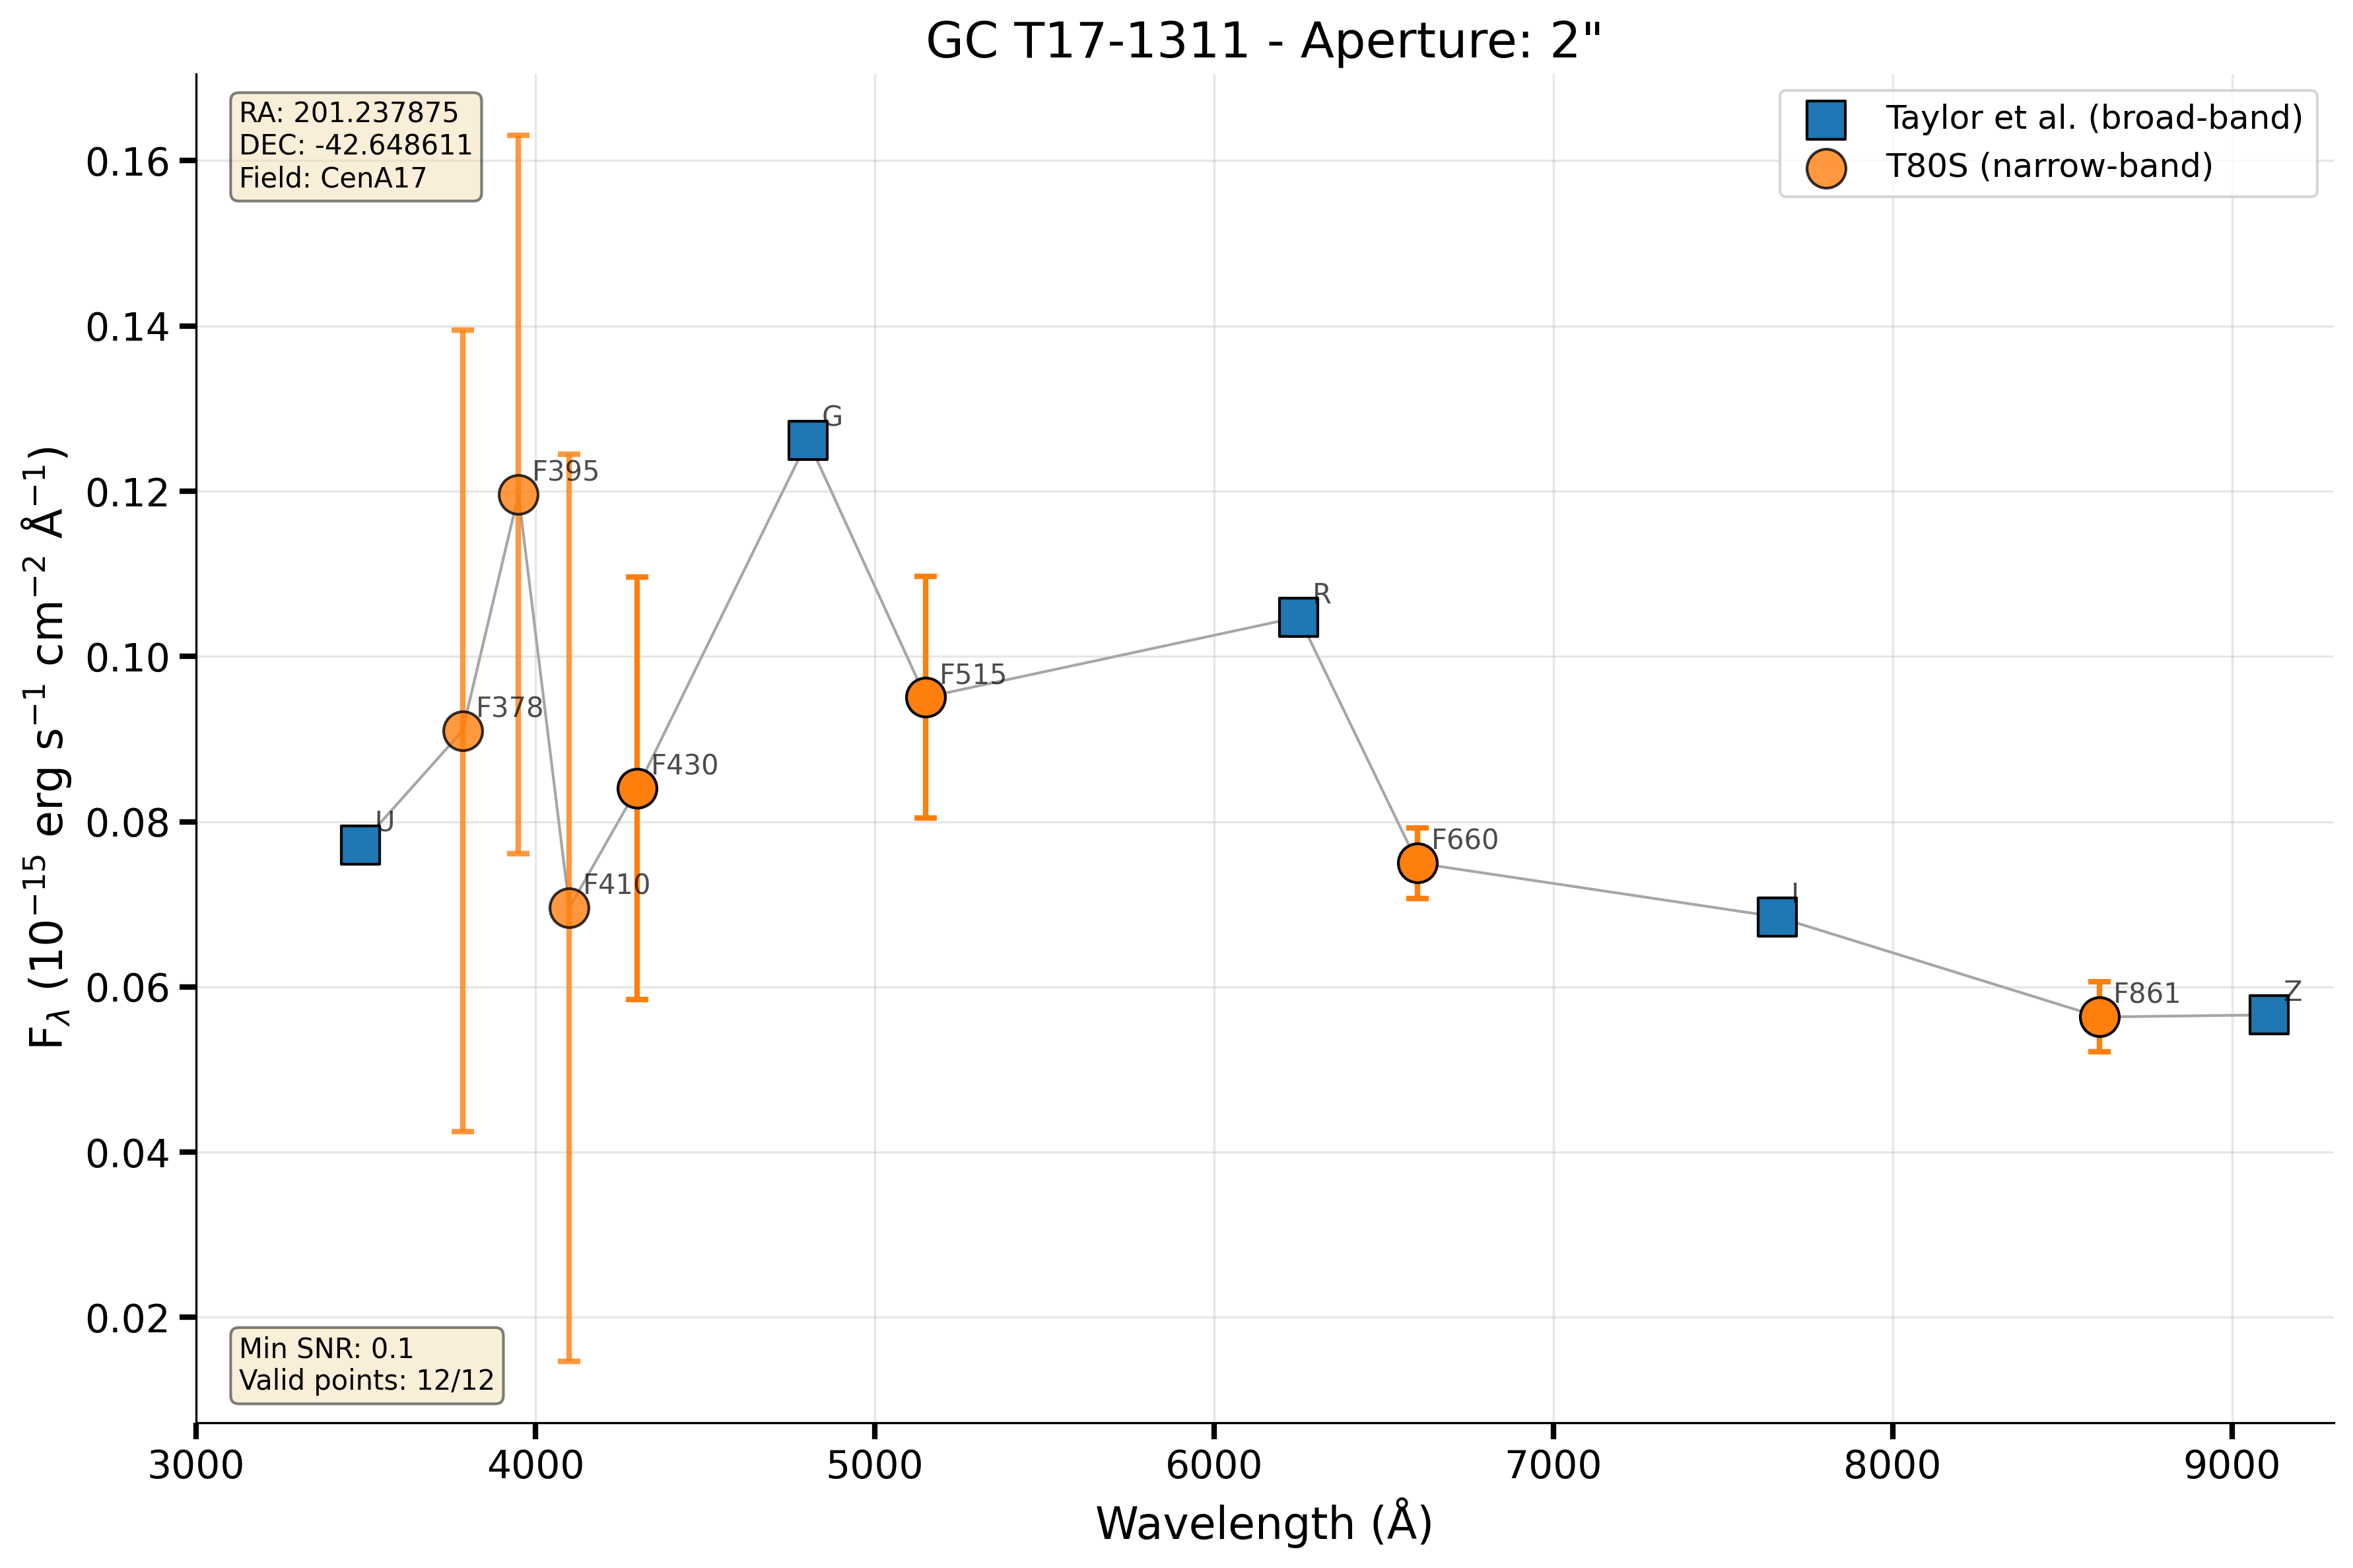 GC T17-1311 - Aperture: 2"
RA: 201.237875
DEC: -42.648611
Field: CenA17
Taylor et al. (broad-band)
T80S (narrow-band)
0.16
0.14
0.12
0.10
0.08
0.06
0.04
0.02
F$_{λ}$ (10$^{−15}$ erg s$^{−1}$ cm$^{−2}$ Å$^{−1}$)
U
F378
F395
F410
F430
G
F515
R
F660
I
F861
Z
Min SNR: 0.1
Valid points: 12/12
3000
4000
5000
6000
7000
8000
9000
Wavelength (Å)